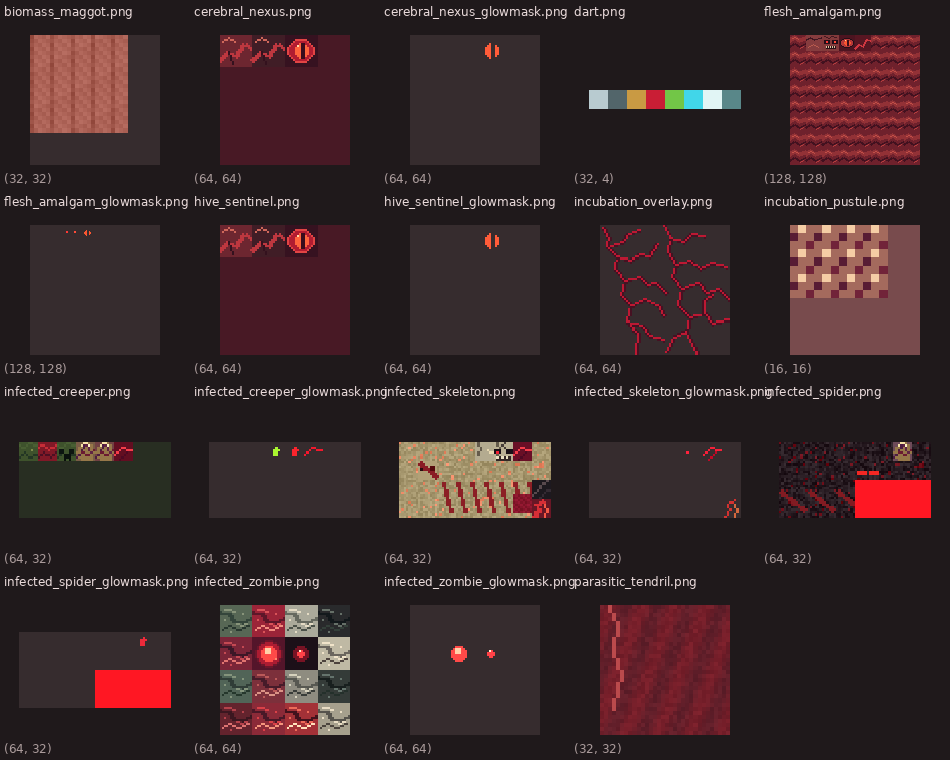 biomass_maggot.png
cerebral_nexus.png
cerebral_nexus_glowmask.png
dart.png
flesh_amalgam.png
(32, 32)
(64, 64)
(64, 64)
(32, 4)
(128, 128)
flesh_amalgam_glowmask.png
hive_sentinel.png
hive_sentinel_glowmask.png
incubation_overlay.png
incubation_pustule.png
(128, 128)
(64, 64)
(64, 64)
(64, 64)
(16, 16)
infected_creeper.png
infected_creeper_glowmask.png
infected_skeleton.png
infected_skeleton_glowmask.png
infected_spider.png
(64, 32)
(64, 32)
(64, 32)
(64, 32)
(64, 32)
infected_spider_glowmask.png
infected_zombie.png
infected_zombie_glowmask.png
parasitic_tendril.png
(64, 32)
(64, 64)
(64, 64)
(32, 32)